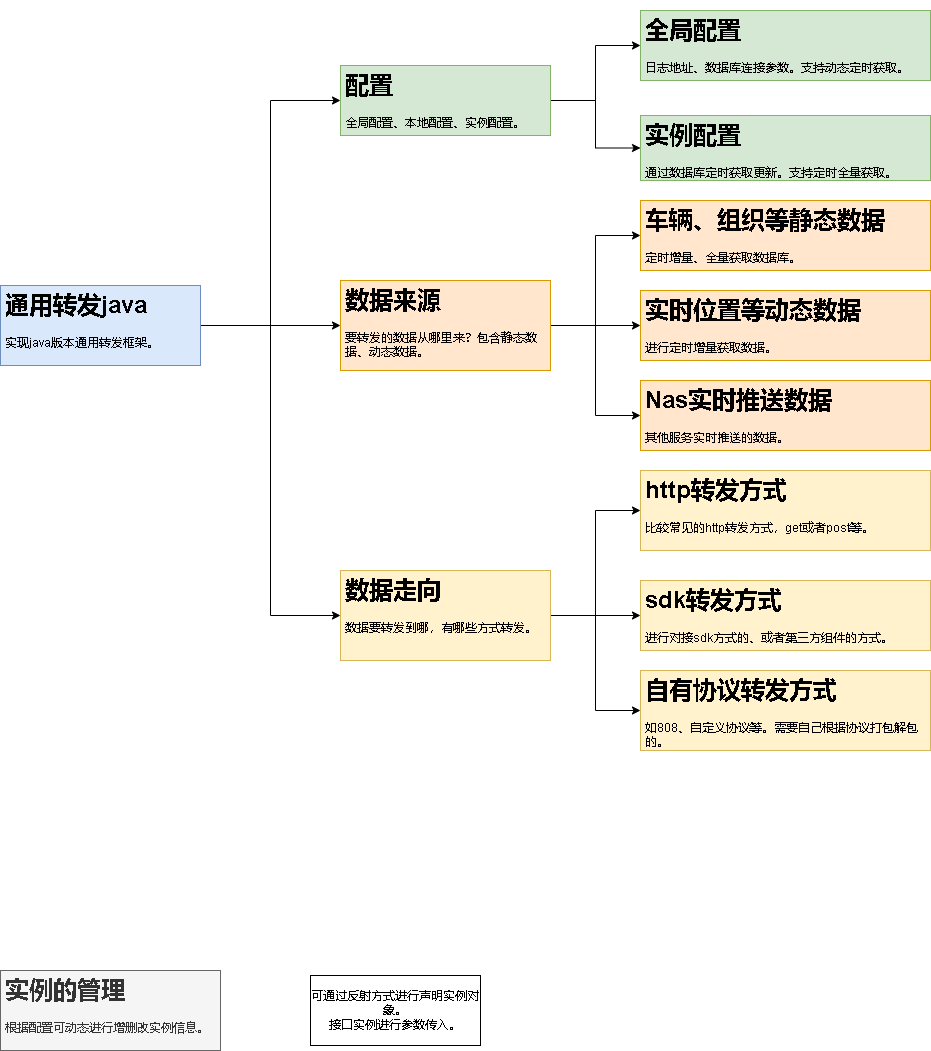 全局配置
日志地址、数据库连接参数。支持动态定时获取。
配置
全局配置、本地配置、实例配置。
实例配置
通过数据库定时获取更新。支持定时全量获取。
车辆、组织等静态数据
定时增量、全量获取数据库。
通用转发java
实现java版本通用转发框架。
数据来源
要转发的数据从哪里来？包含静态数
据、动态数据。
实时位置等动态数据
进行定时增量获取数据。
Nas实时推送数据
其他服务实时推送的数据。
http转发方式
比较常见的http转发方式，get或者post等。
数据走向
数据要转发到哪，有哪些方式转发。
sdk转发方式
进行对接sdk方式的、或者第三方组件的方式。
自有协议转发方式
如808、自定义协议等。需要自己根据协议打包解包
的。
实例的管理
根据配置可动态进行增删改实例信息。
可通过反射方式进行声明实例对
象。
接口实例进行参数传入。